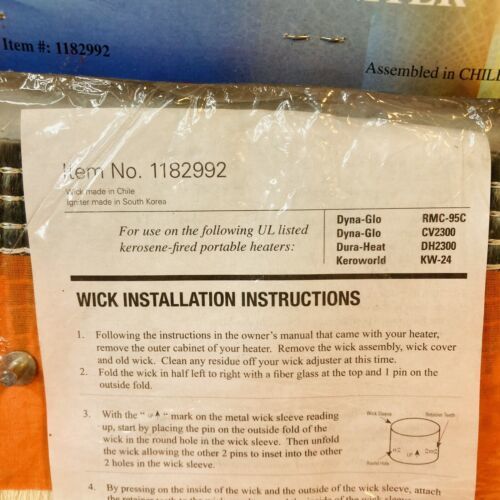 Item #: 1182992
Assembled in CHILE
Item No. 1182992
Wick made in Chile
Igniter made in South Korea
For use on the following UL listed
kerosene-fired portable heaters:
Dyna-Glo RMC-95C
Dyna-Glo CV2300
Dura-Heat DH2300
Keroworld KW-24
WICK INSTALLATION INSTRUCTIONS
1. Following the instructions in the owner's manual that came with your heater,
remove the outer cabinet of your heater. Remove the wick assembly, wick cover
and old wick. Clean any residue off your wick adjuster at this time.
2. Fold the wick in half left to right with a fiber glass at the top and 1 pin on the
outside fold.
3. With the " UP ▲ " mark on the metal wick sleeve reading
up, start by placing the pin on the outside fold of the
wick in the round hole in the wick sleeve. Then unfold
the wick allowing the other 2 pins to inset into the other
2 holes in the wick sleeve.
Wick Sleeve
Retainer Teeth
UP ▲
Round Hole
4. By pressing on the inside of the wick and the outside of the wick sleeve, attach